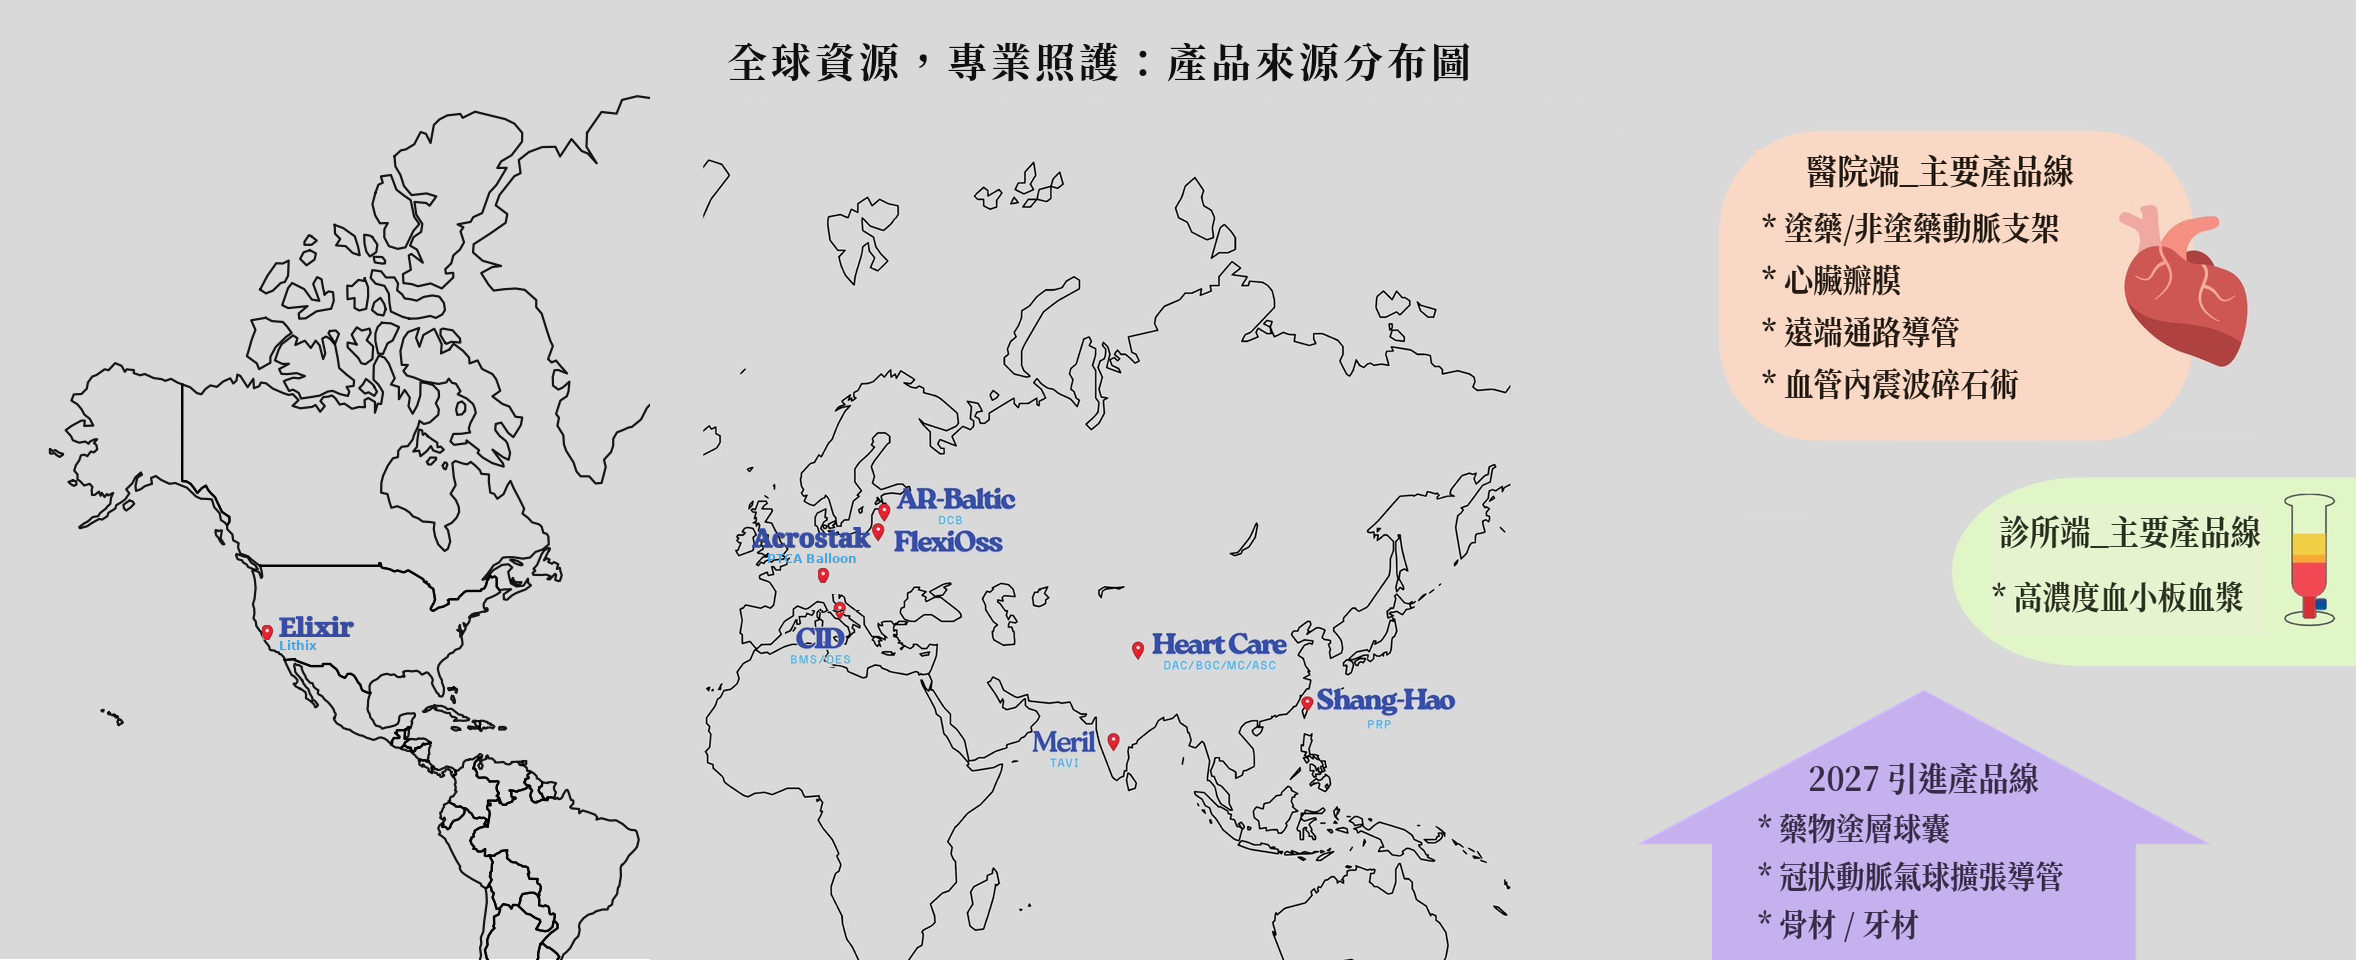 全球資源，專業照護：產品來源分布圖
醫院端_主要產品線
* 塗藥/非塗藥動脈支架
* 心臟瓣膜
* 遠端通路導管
* 血管內震波碎石術
AR-Baltic
DCB
Acrostak
PTCA Balloon
FlexiOss
診所端_主要產品線
* 高濃度血小板血漿
Elixir
Lithix
CID
BMS/DES
Heart Care
DAC/BGC/MC/ASC
Shang-Hao
PRP
Meril
TAVI
2027 引進產品線
* 藥物塗層球囊
* 冠狀動脈氣球擴張導管
* 骨材 / 牙材